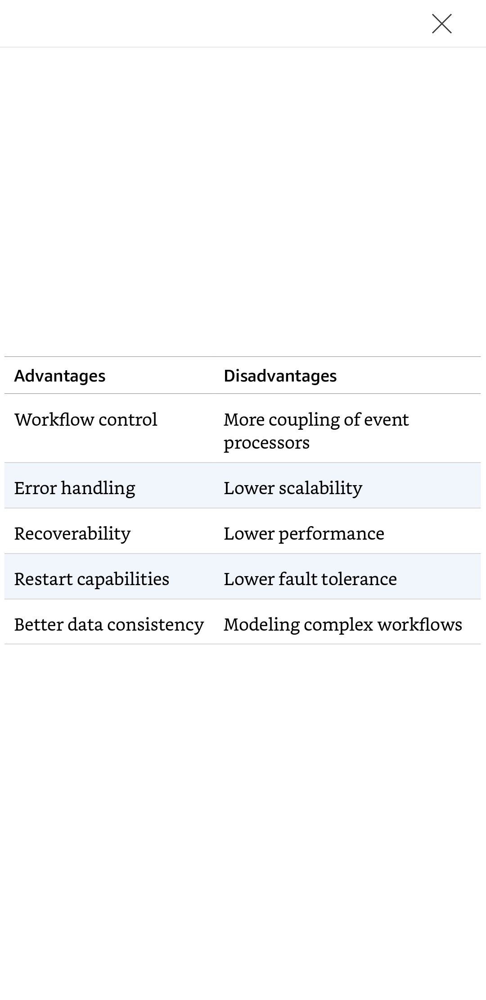 Advantages Disadvantages
Workflow control More coupling of event
processors
Error handling Lower scalability
Recoverability Lower performance
Restart capabilities Lower fault tolerance
Better data consistency Modeling complex workflows